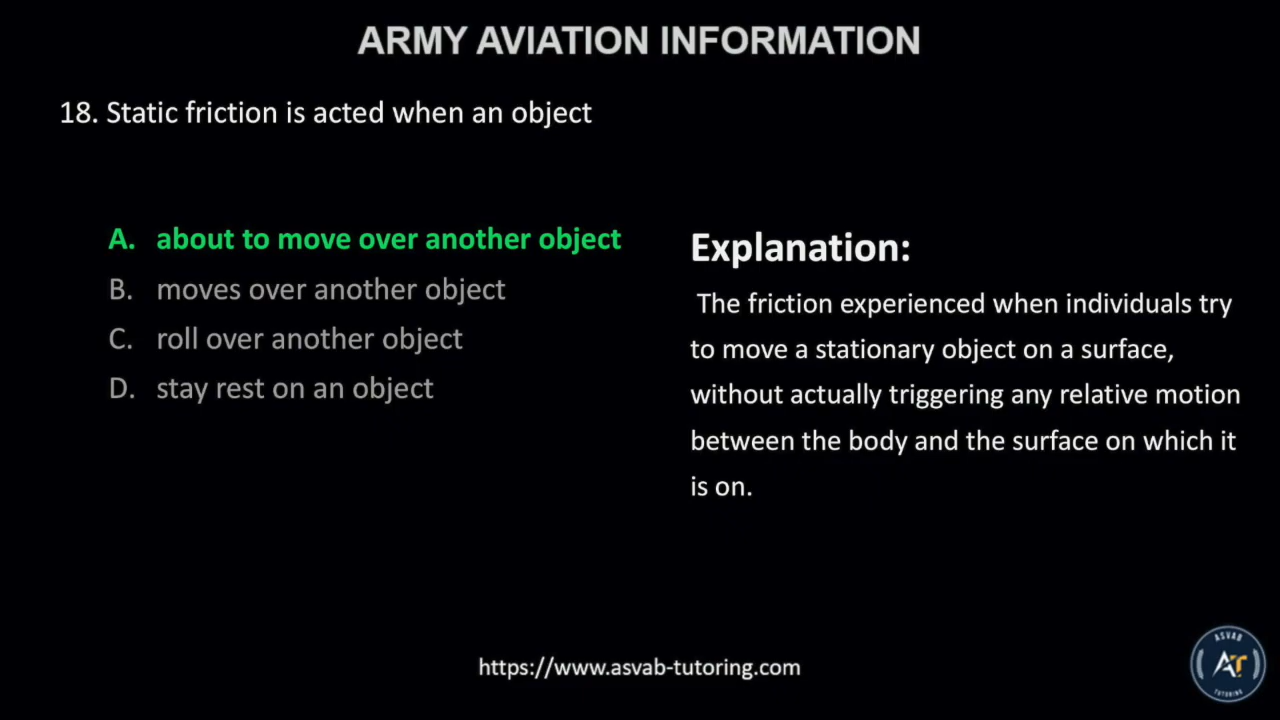 ARMY AVIATION INFORMATION
18. Static friction is acted when an object
A. about to move over another object
B. moves over another object
C. roll over another object
D. stay rest on an object
Explanation:
The friction experienced when individuals try
to move a stationary object on a surface,
without actually triggering any relative motion
between the body and the surface on which it
is on.
https://www.asvab-tutoring.com
ASVAB
AT
TUTORING